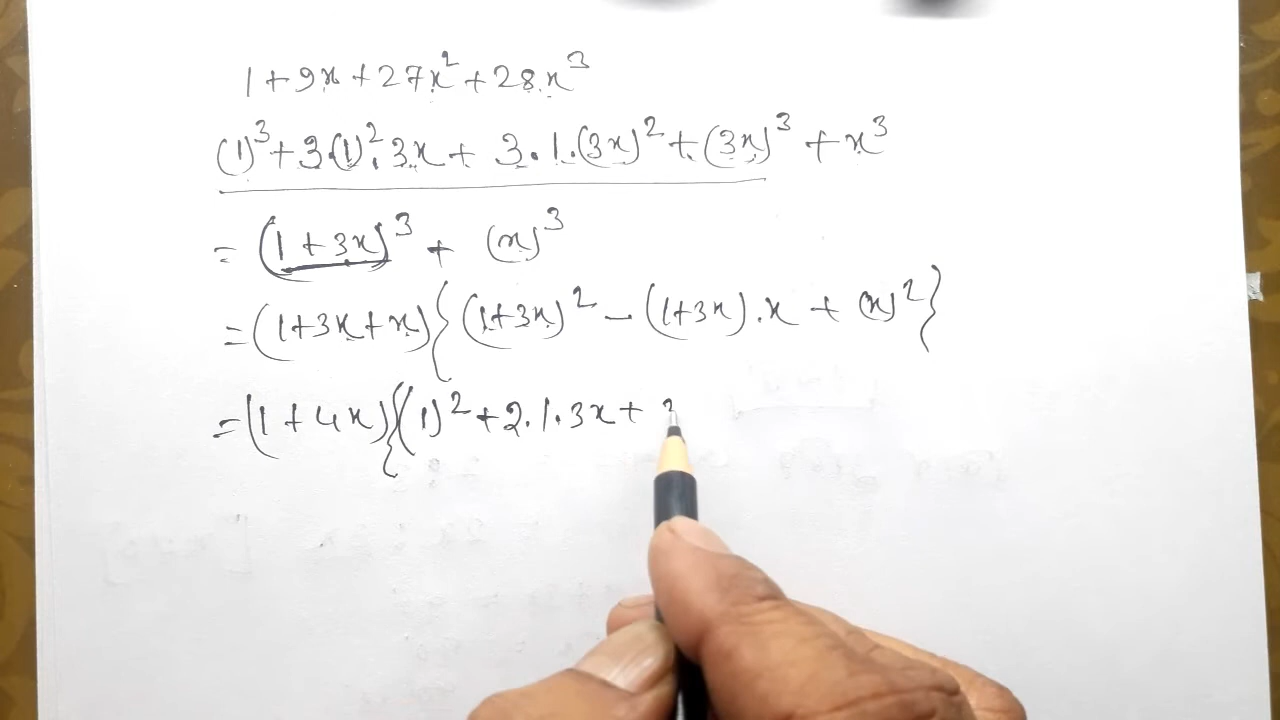 1+9x+27x²+28x³
(1)³+3.(1)².3x+ 3.1.(3x)²+(3x)³+x³
= (1+3x)³ + (x)³
=(1+3x+x){(1+3x)²-(1+3x).x + (x)²}
=(1+4x){(1)²+2.1.3x+